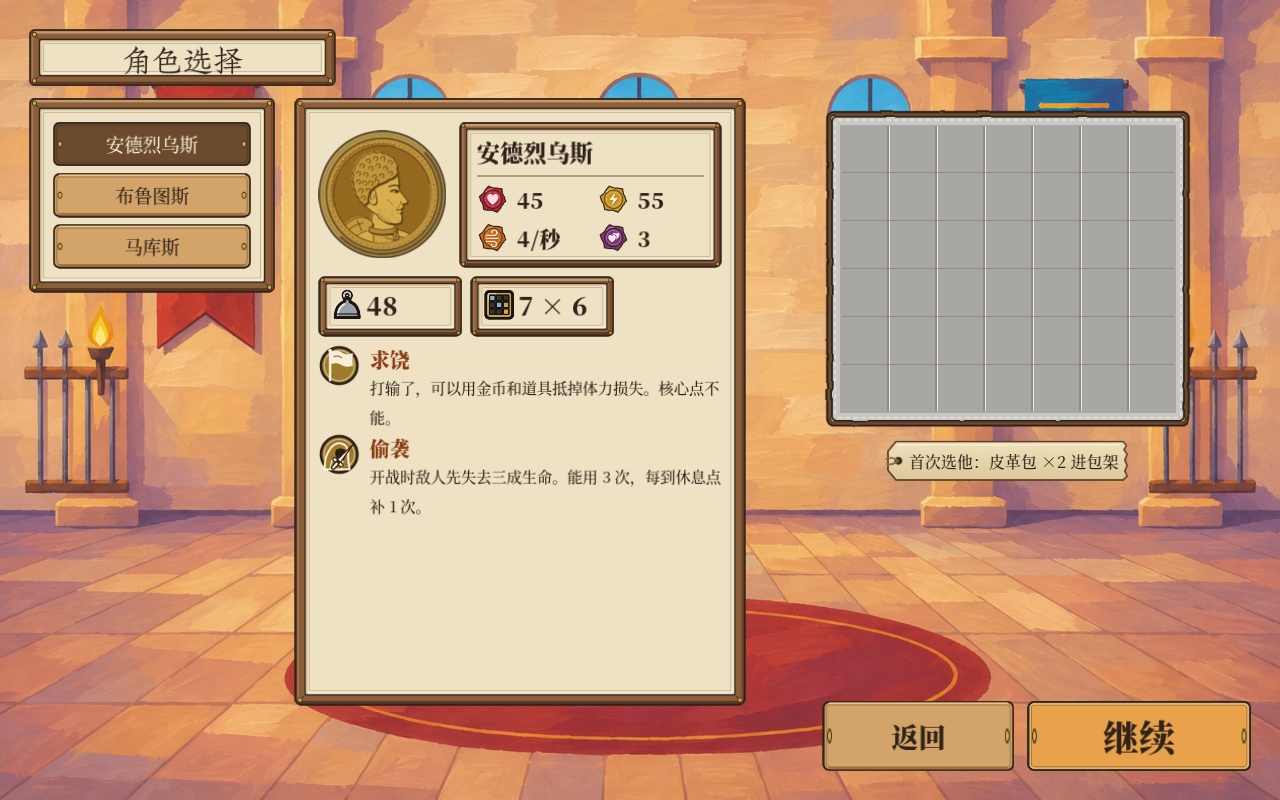 角色选择
安德烈乌斯
布鲁图斯
马库斯
安德烈乌斯
45
55
4/秒
3
48
7 × 6
求饶
打输了，可以用金币和道具抵掉体力损失。核心点不
能。
偷袭
开战时敌人先失去三成生命。能用 3 次，每到休息点
补 1 次。
首次选他：皮革包 ×2 进包架
返回
继续